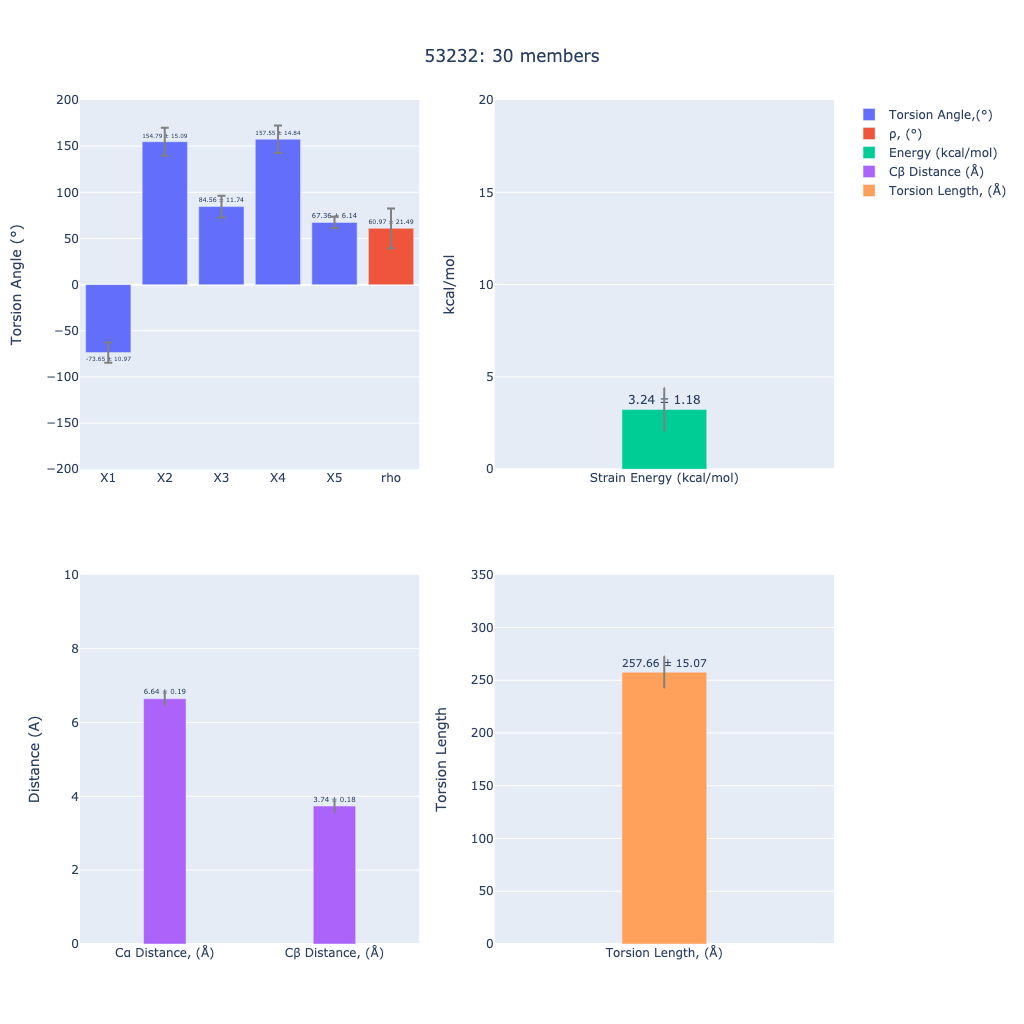 53232: 30 members
200
150
100
50
0
−50
−100
−150
−200
Torsion Angle (°)
154.79 ± 15.09
157.55 ± 14.84
84.56 ± 11.74
67.36 ± 6.14
60.97 ± 21.49
-73.65 ± 10.97
X1 X2 X3 X4 X5 rho
20
15
10
5
0
kcal/mol
3.24 ± 1.18
Strain Energy (kcal/mol)
Torsion Angle,(°)
ρ, (°)
Energy (kcal/mol)
Cβ Distance (Å)
Torsion Length, (Å)
10
8
6
4
2
0
Distance (A)
6.64 ± 0.19
3.74 ± 0.18
Cα Distance, (Å) Cβ Distance, (Å)
350
300
250
200
150
100
50
0
Torsion Length
257.66 ± 15.07
Torsion Length, (Å)